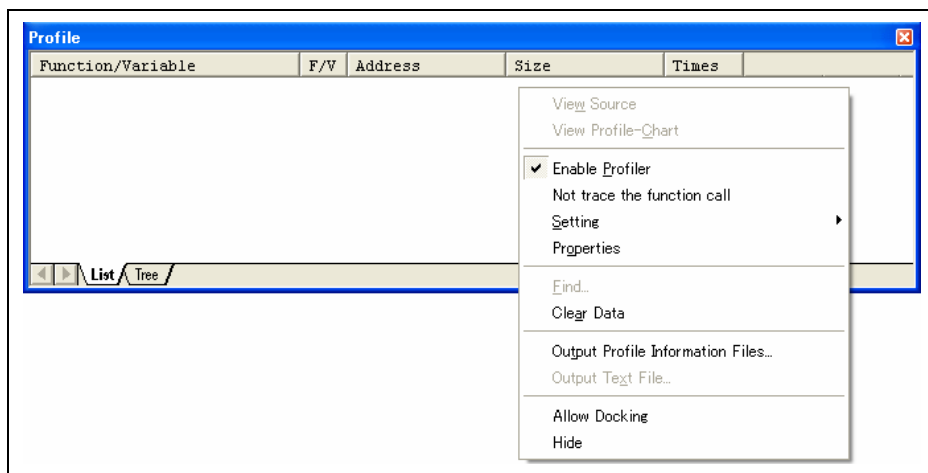 Profile
Function/Variable F/V Address Size Times
View Source
View Profile-Chart
Enable Profiler
Not trace the function call
Setting
Properties
Find...
Clear Data
Output Profile Information Files...
Output Text File...
Allow Docking
Hide
List Tree